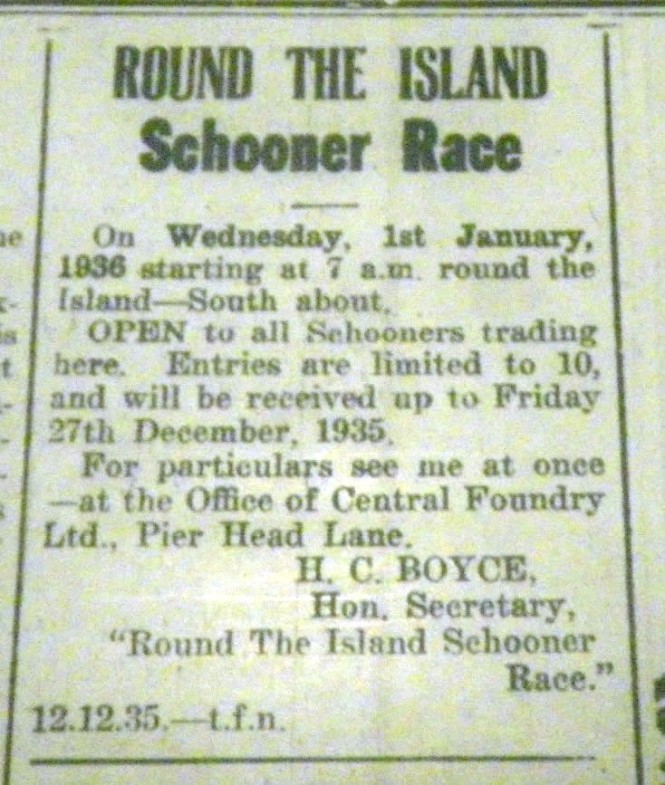 ROUND THE ISLAND
Schooner Race
On Wednesday, 1st January,
1936 starting at 7 a.m. round the
Island—South about.
OPEN to all Schooners trading
here. Entries are limited to 10,
and will be received up to Friday
27th December, 1935.
For particulars see me at once
—at the Office of Central Foundry
Ltd., Pier Head Lane.
H. C. BOYCE,
Hon. Secretary,
"Round The Island Schooner
Race."
12.12.35.—t.f.n.